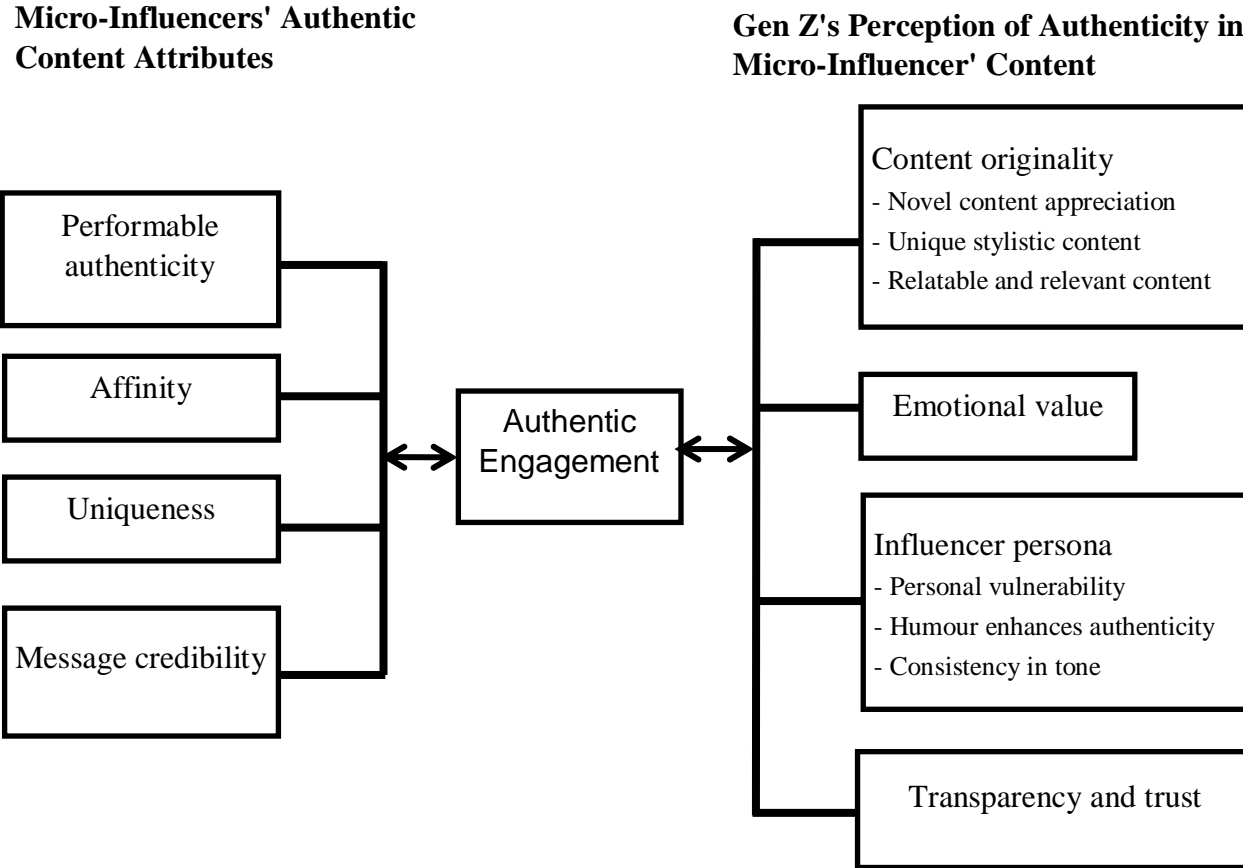 Micro-Influencers' Authentic
Content Attributes
Performable
authenticity
Affinity
Uniqueness
Message credibility
Authentic
Engagement
Gen Z's Perception of Authenticity in
Micro-Influencer' Content
Content originality
- Novel content appreciation
- Unique stylistic content
- Relatable and relevant content
Emotional value
Influencer persona
- Personal vulnerability
- Humour enhances authenticity
- Consistency in tone
Transparency and trust